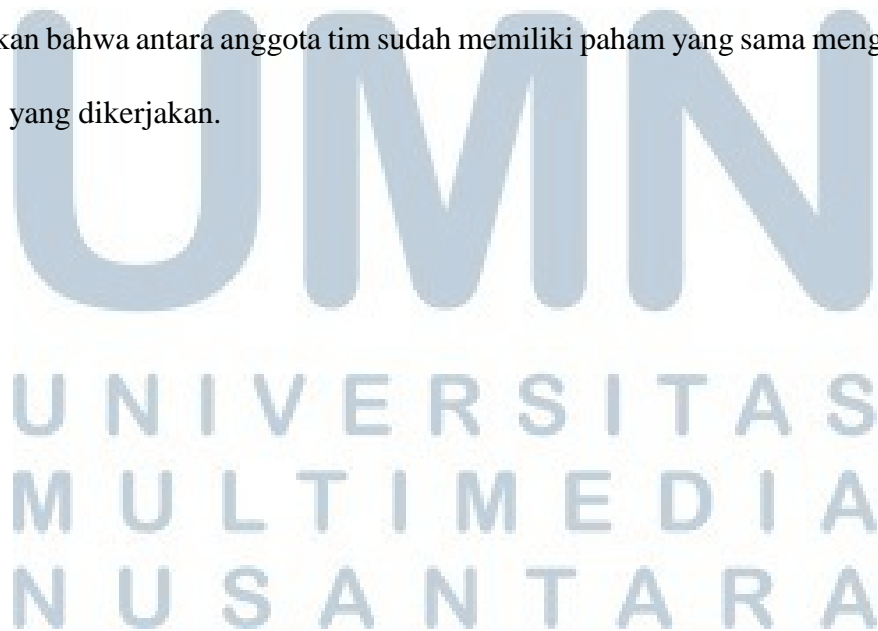 kan bahwa antara anggota tim sudah memiliki paham yang sama meng
yang dikerjakan.
UMN
UNIVERSITAS
MULTIMEDIA
NUSANTARA